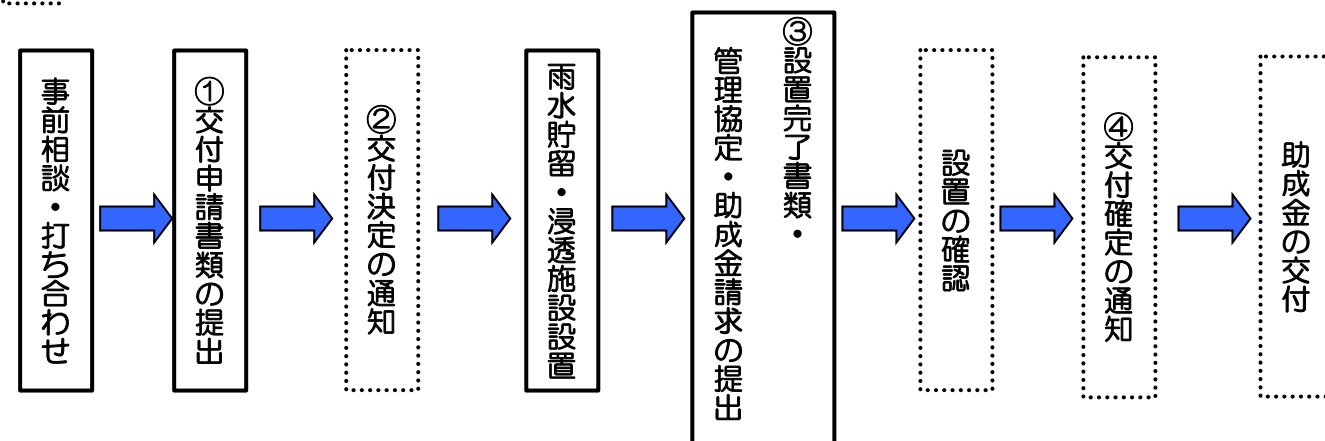 事前相談・打ち合わせ
①交付申請書類の提出
②交付決定の通知
雨水貯留・浸透施設設置
③設置完了書類・
管理協定・助成金請求の提出
設置の確認
④交付確定の通知
助成金の交付